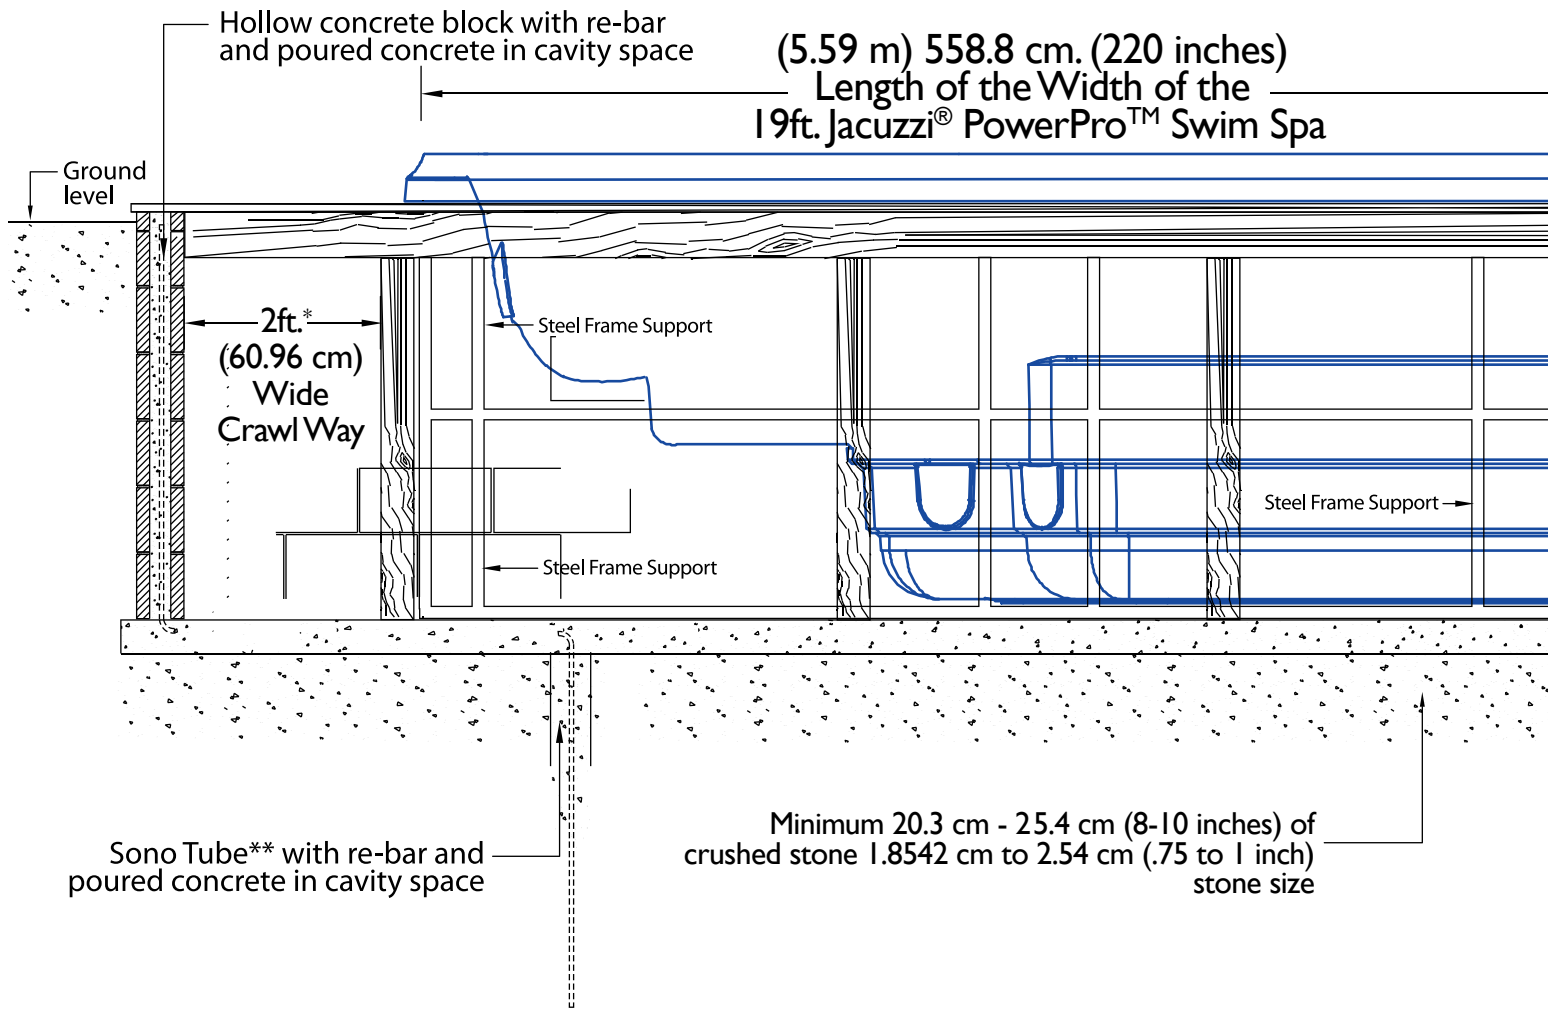 Hollow concrete block with re-bar
and poured concrete in cavity space
(5.59 m) 558.8 cm. (220 inches)
Length of the Width of the
19ft. Jacuzzi® PowerPro™ Swim Spa
Ground
level
2ft.*
(60.96 cm)
Wide
Crawl Way
Steel Frame Support
Steel Frame Support
Steel Frame Support
Sono Tube** with re-bar and
poured concrete in cavity space
Minimum 20.3 cm - 25.4 cm (8-10 inches) of
crushed stone 1.8542 cm to 2.54 cm (.75 to 1 inch)
stone size